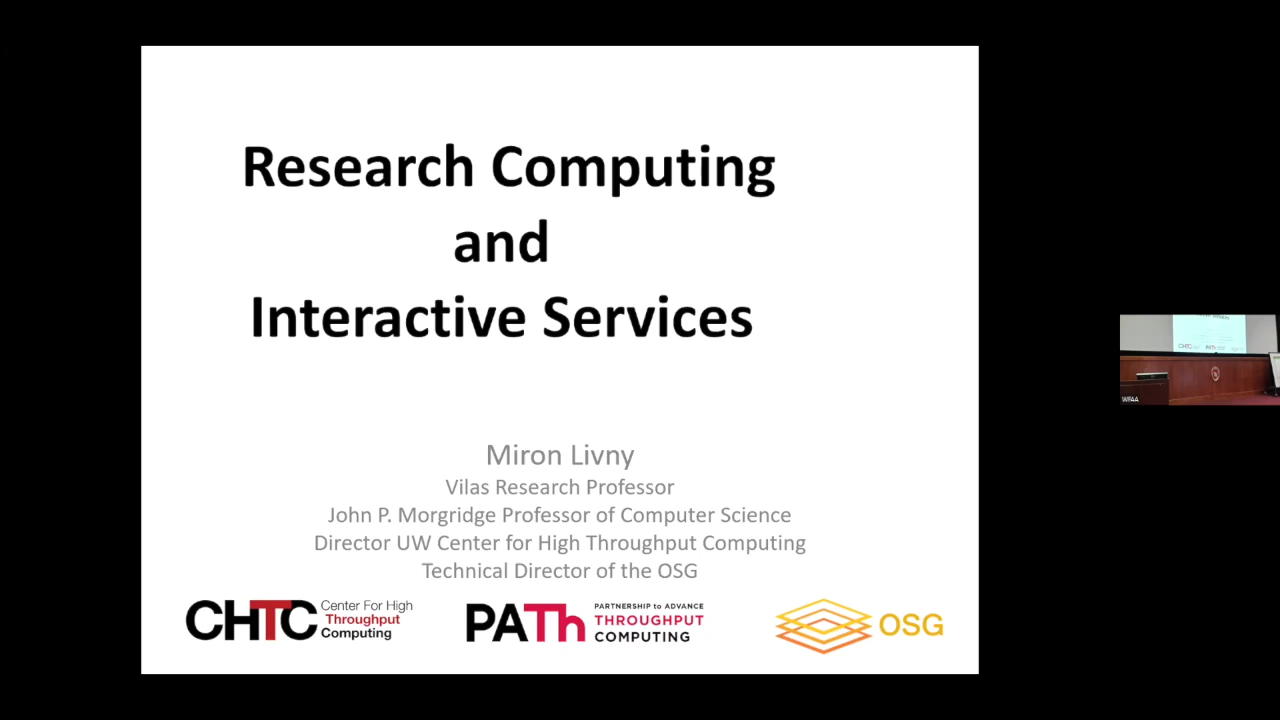 Research Computing
and
Interactive Services
Miron Livny
Vilas Research Professor
John P. Morgridge Professor of Computer Science
Director UW Center for High Throughput Computing
Technical Director of the OSG
CHTC
Center For High
Throughput
Computing
PATh
PARTNERSHIP to ADVANCE
THROUGHPUT
COMPUTING
OSG
WFAA